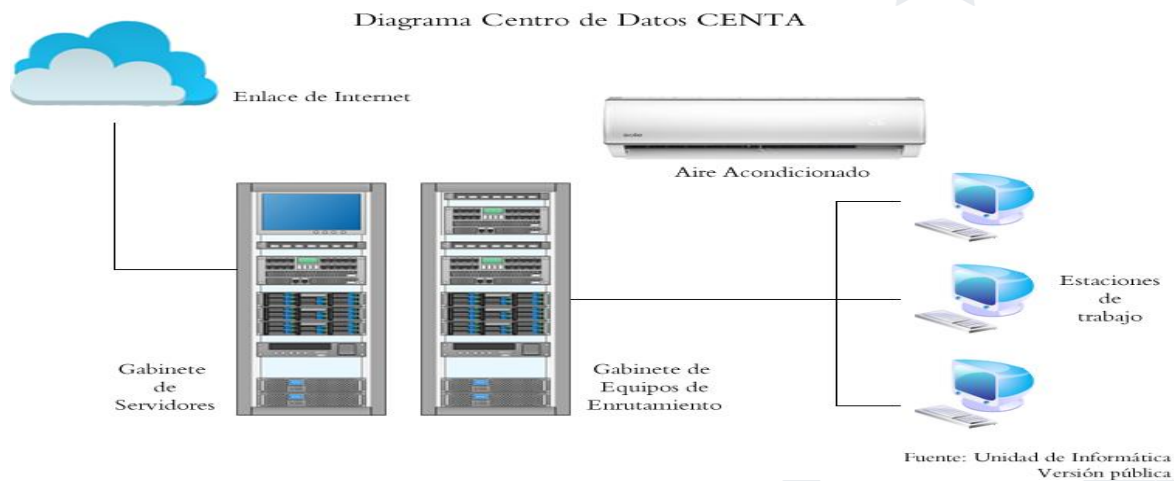 Diagrama Centro de Datos CENTA
Enlace de Internet
Aire Acondicionado
Estaciones
de
trabajo
Gabinete
de
Servidores
Gabinete de
Equipos de
Enrutamiento
Fuente: Unidad de Informática
Versión pública